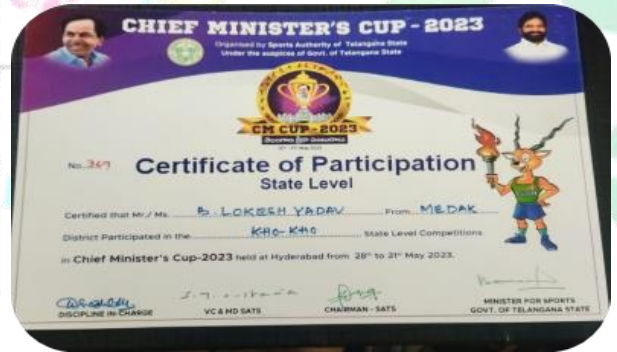 CHIEF MINISTER'S CUP - 2023
Organised by Sports Authority of Telangana State
Under the auspices of Govt. of Telangana State
CM CUP-2023
No. 367
Certificate of Participation
State Level
Certified that Mr./ Ms. B. LOKESH YADAV From MEDAK
District Participated in the KHO-KHO State Level Competitions
in Chief Minister's Cup-2023 held at Hyderabad from 28th to 31st May 2023.
DISCIPLINE IN-CHARGE
VC & MD SATS
CHAIRMAN - SATS
MINISTER FOR SPORTS
GOVT. OF TELANGANA STATE